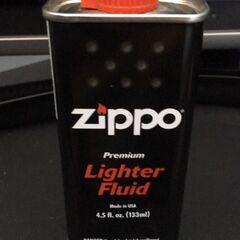 zippo
Premium
Lighter
Fluid
Made in USA
4.5 fl. oz. (133ml)